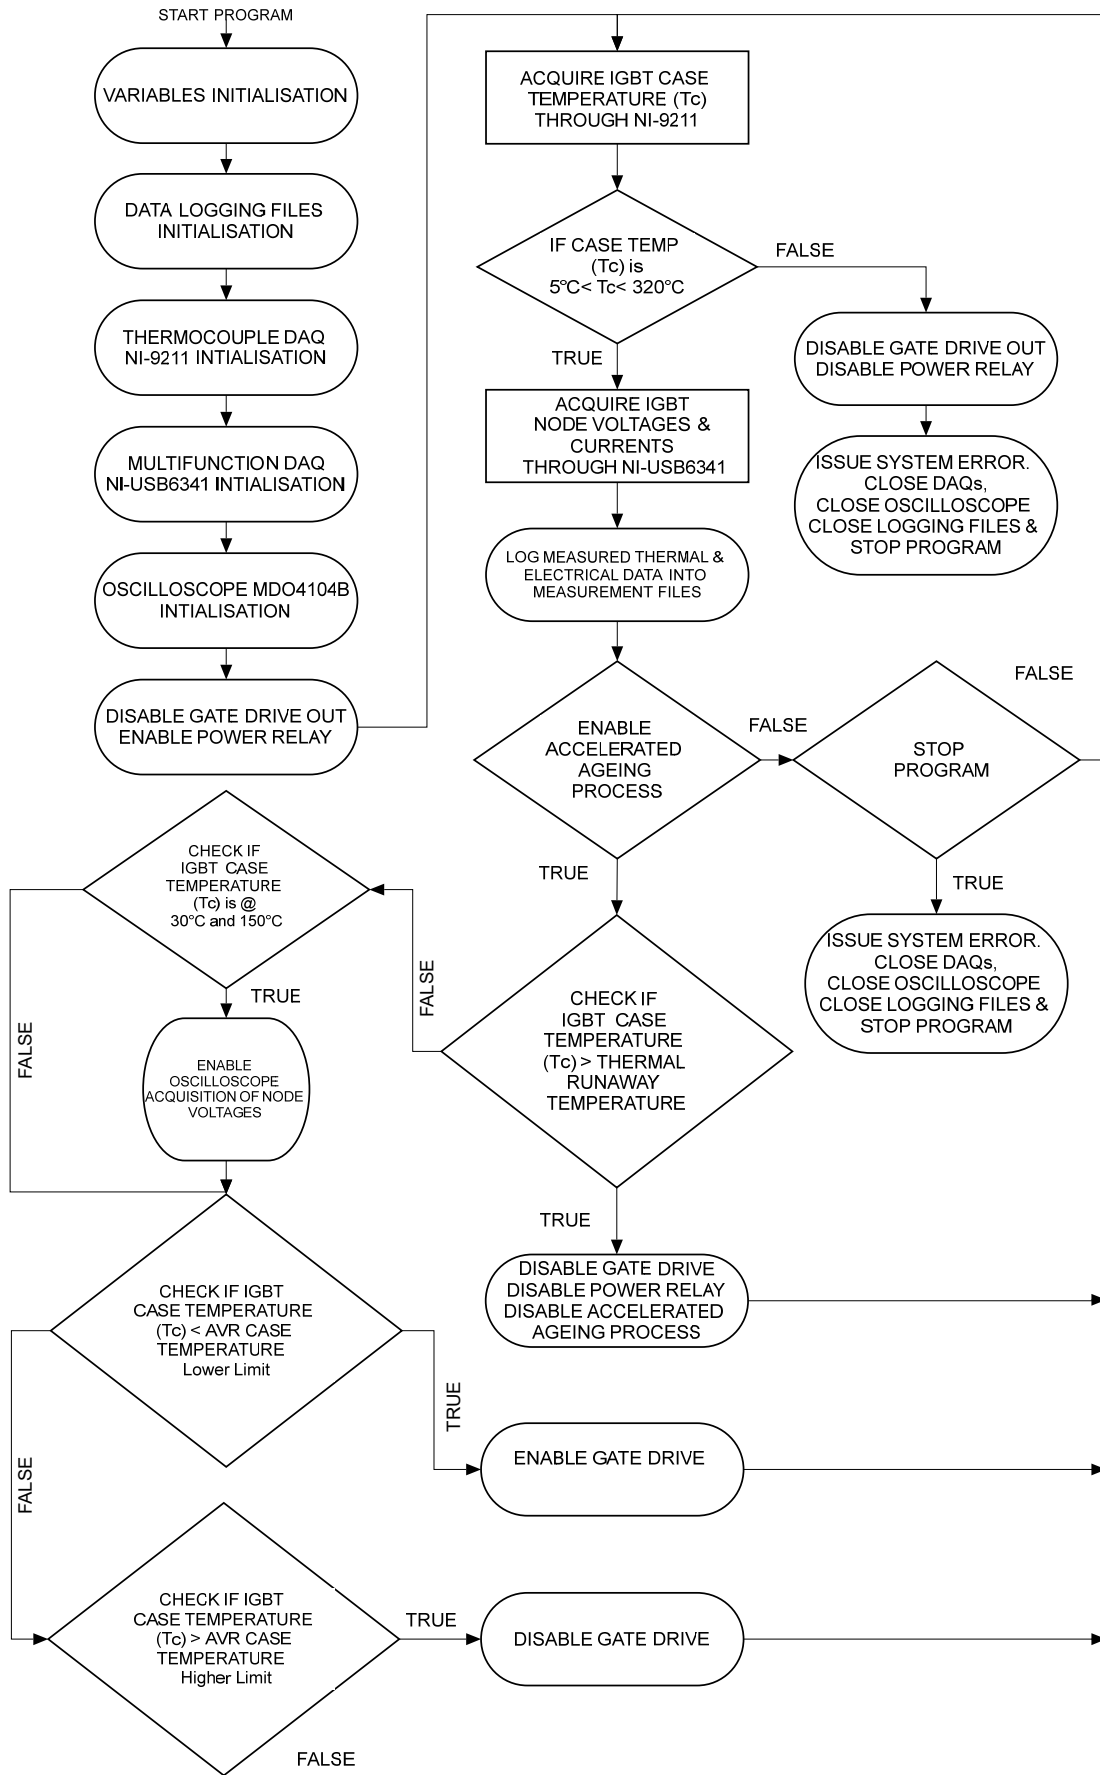 START PROGRAM
VARIABLES INITIALISATION
DATA LOGGING FILES
INITIALISATION
THERMOCOUPLE DAQ
NI-9211 INTIALISATION
MULTIFUNCTION DAQ
NI-USB6341 INTIALISATION
OSCILLOSCOPE MDO4104B
INTIALISATION
DISABLE GATE DRIVE OUT
ENABLE POWER RELAY
ACQUIRE IGBT CASE
TEMPERATURE (Tc)
THROUGH NI-9211
IF CASE TEMP
(Tc) is
5°C< Tc< 320°C
FALSE
DISABLE GATE DRIVE OUT
DISABLE POWER RELAY
ISSUE SYSTEM ERROR.
CLOSE DAQs,
CLOSE OSCILLOSCOPE
CLOSE LOGGING FILES &
STOP PROGRAM
TRUE
ACQUIRE IGBT
NODE VOLTAGES &
CURRENTS
THROUGH NI-USB6341
LOG MEASURED THERMAL &
ELECTRICAL DATA INTO
MEASUREMENT FILES
ENABLE
ACCELERATED
AGEING
PROCESS
FALSE
STOP
PROGRAM
FALSE
TRUE
ISSUE SYSTEM ERROR.
CLOSE DAQs,
CLOSE OSCILLOSCOPE
CLOSE LOGGING FILES &
STOP PROGRAM
TRUE
CHECK IF
IGBT CASE
TEMPERATURE
(Tc) > THERMAL
RUNAWAY
TEMPERATURE
FALSE
TRUE
DISABLE GATE DRIVE
DISABLE POWER RELAY
DISABLE ACCELERATED
AGEING PROCESS
CHECK IF
IGBT CASE
TEMPERATURE
(Tc) is @
30°C and 150°C
TRUE
FALSE
ENABLE
OSCILLOSCOPE
ACQUISITION OF NODE
VOLTAGES
CHECK IF IGBT
CASE TEMPERATURE
(Tc) < AVR CASE
TEMPERATURE
Lower Limit
TRUE
ENABLE GATE DRIVE
FALSE
CHECK IF IGBT
CASE TEMPERATURE
(Tc) > AVR CASE
TEMPERATURE
Higher Limit
TRUE
DISABLE GATE DRIVE
FALSE